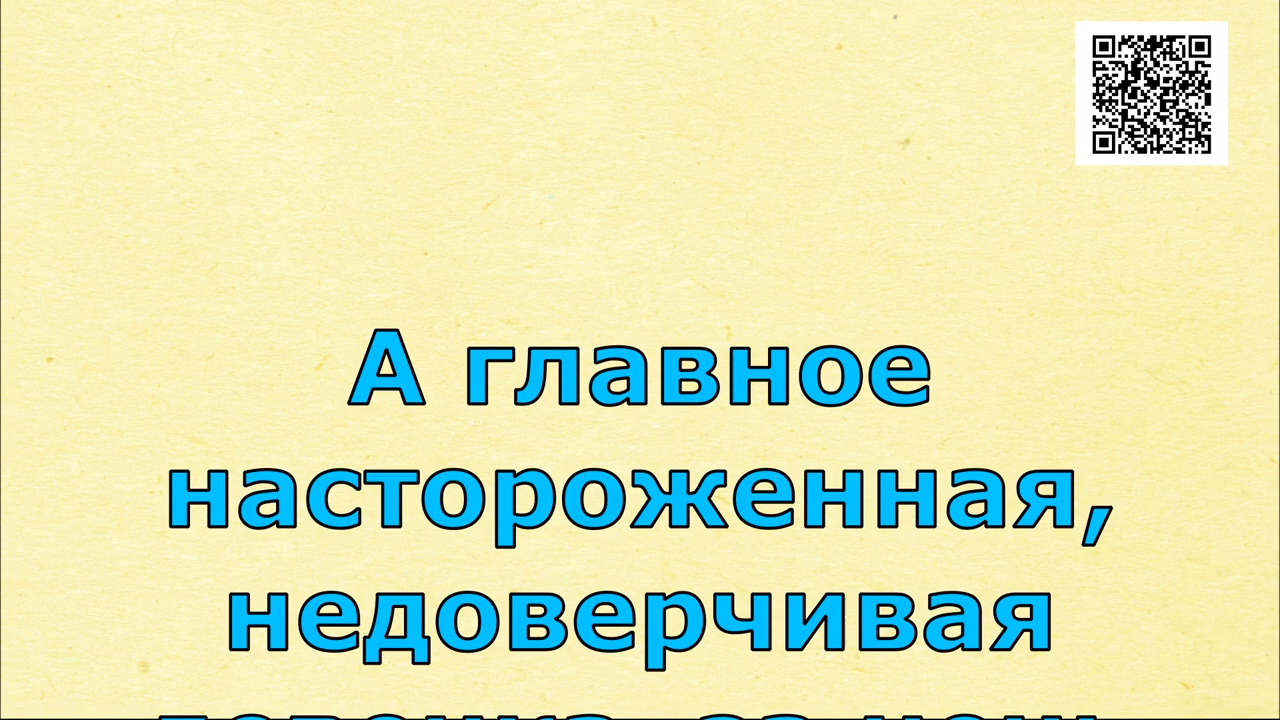 А главное
настороженная,
недоверчивая